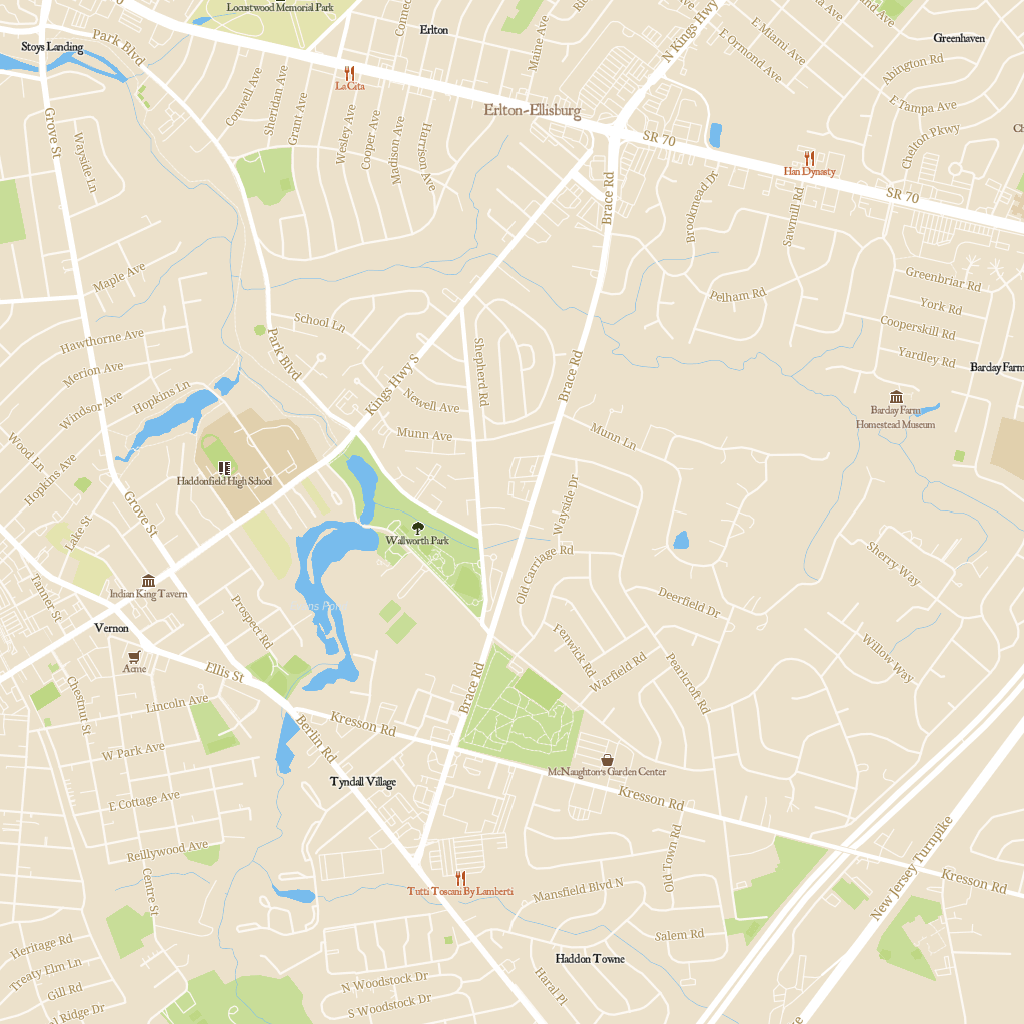 Locustwood Memorial Park
Stoys Landing
Park Blvd
Erlton
Connec
Maine Ave
N Kings Hwy
E Miami Ave
E Ormond Ave
Greenhaven
Abington Rd
E Tampa Ave
Chelton Pkwy
La Cita
Erlton-Ellisburg
SR 70
Han Dynasty
SR 70
Grove St
Wayside Ln
Conwell Ave
Sheridan Ave
Grant Ave
Wesley Ave
Cooper Ave
Madison Ave
Harrison Ave
Brace Rd
Brookmead Dr
Sawmill Rd
Maple Ave
Greenbriar Rd
York Rd
Pelham Rd
Cooperskill Rd
Yardley Rd
Barclay Farm
School Ln
Hawthorne Ave
Park Blvd
Merion Ave
Windsor Ave
Hopkins Ln
Kings Hwy S
Shepherd Rd
Brace Rd
Newell Ave
Munn Ave
Munn Ln
Barclay Farm
Homestead Museum
Wood Ln
Hopkins Ave
Haddonfield High School
Grove St
Lake St
Wallworth Park
Wayside Dr
Old Carriage Rd
Sherry Way
Tanner St
Indian King Tavern
Prospect Rd
Deerfield Dr
Vernon
Acme
Ellis St
Fenwick Rd
Warfield Rd
Pearlcroft Rd
Willow Way
Chestnut St
Lincoln Ave
Brace Rd
Kresson Rd
Berlin Rd
W Park Ave
Tyndall Village
McNaughton's Garden Center
Kresson Rd
E Cottage Ave
Reillywood Ave
Centre St
Old Town Rd
New Jersey Turnpike
Kresson Rd
Tutti Toscani By Lamberti
Mansfield Blvd N
Salem Rd
Haddon Towne
Heritage Rd
Treaty Elm Ln
Gill Rd
N Woodstock Dr
S Woodstock Dr
Haral Pl